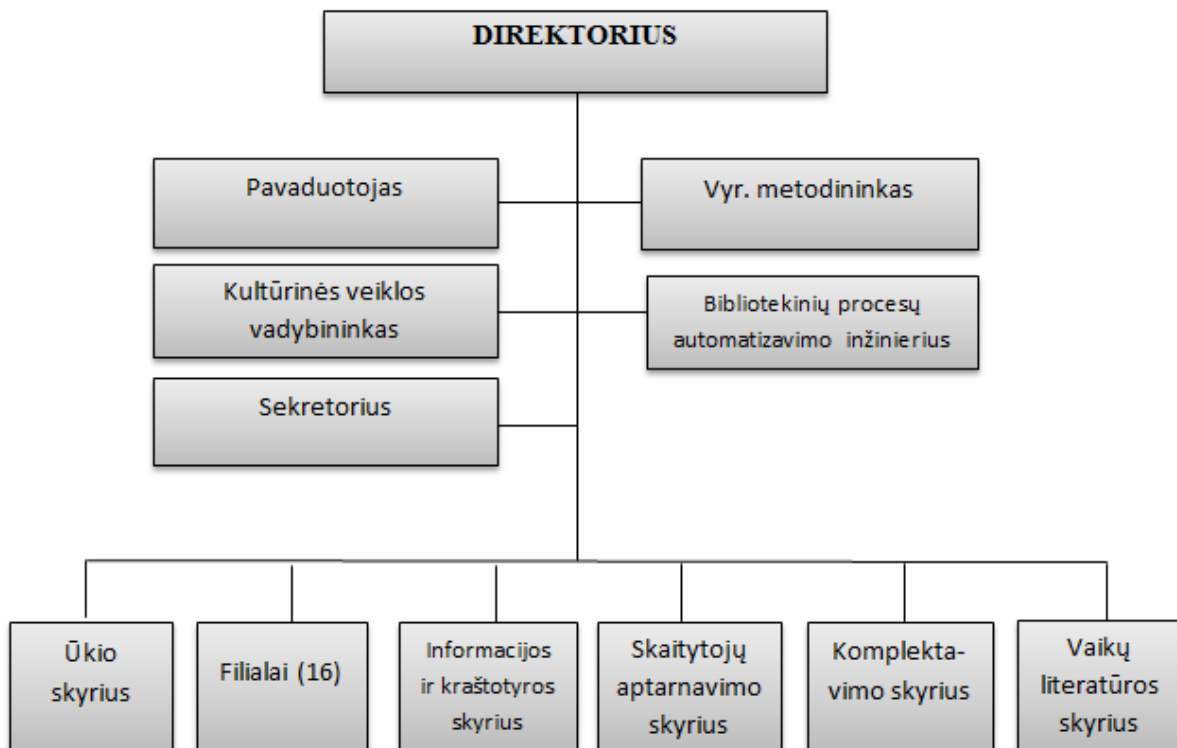 DIREKTORIUS
Pavaduotojas
Vyr. metodininkas
Kultūrinės veiklos
vadybininkas
Bibliotekinių procesų
automatizavimo inžinierius
Sekretorius
Ūkio
skyrius
Filialai (16)
Informacijos
ir kraštotyros
skyrius
Skaitytojų
aptarnavimo
skyrius
Komplekta-
vimo skyrius
Vaikų
literatūros
skyrius